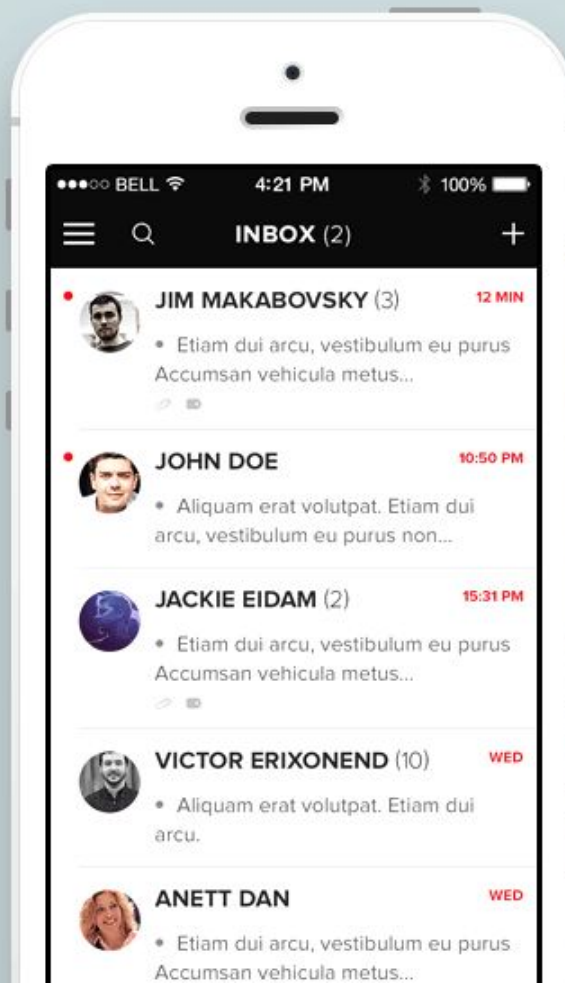 BELL 4:21 PM 100%
INBOX (2)
JIM MAKABOVSKY (3) 12 MIN
• Etiam dui arcu, vestibulum eu purus
Accumsan vehicula metus...
JOHN DOE 10:50 PM
• Aliquam erat volutpat. Etiam dui
arcu, vestibulum eu purus non...
JACKIE EIDAM (2) 15:31 PM
• Etiam dui arcu, vestibulum eu purus
Accumsan vehicula metus...
VICTOR ERIXONEND (10) WED
• Aliquam erat volutpat. Etiam dui
arcu.
ANETT DAN WED
• Etiam dui arcu, vestibulum eu purus
Accumsan vehicula metus...